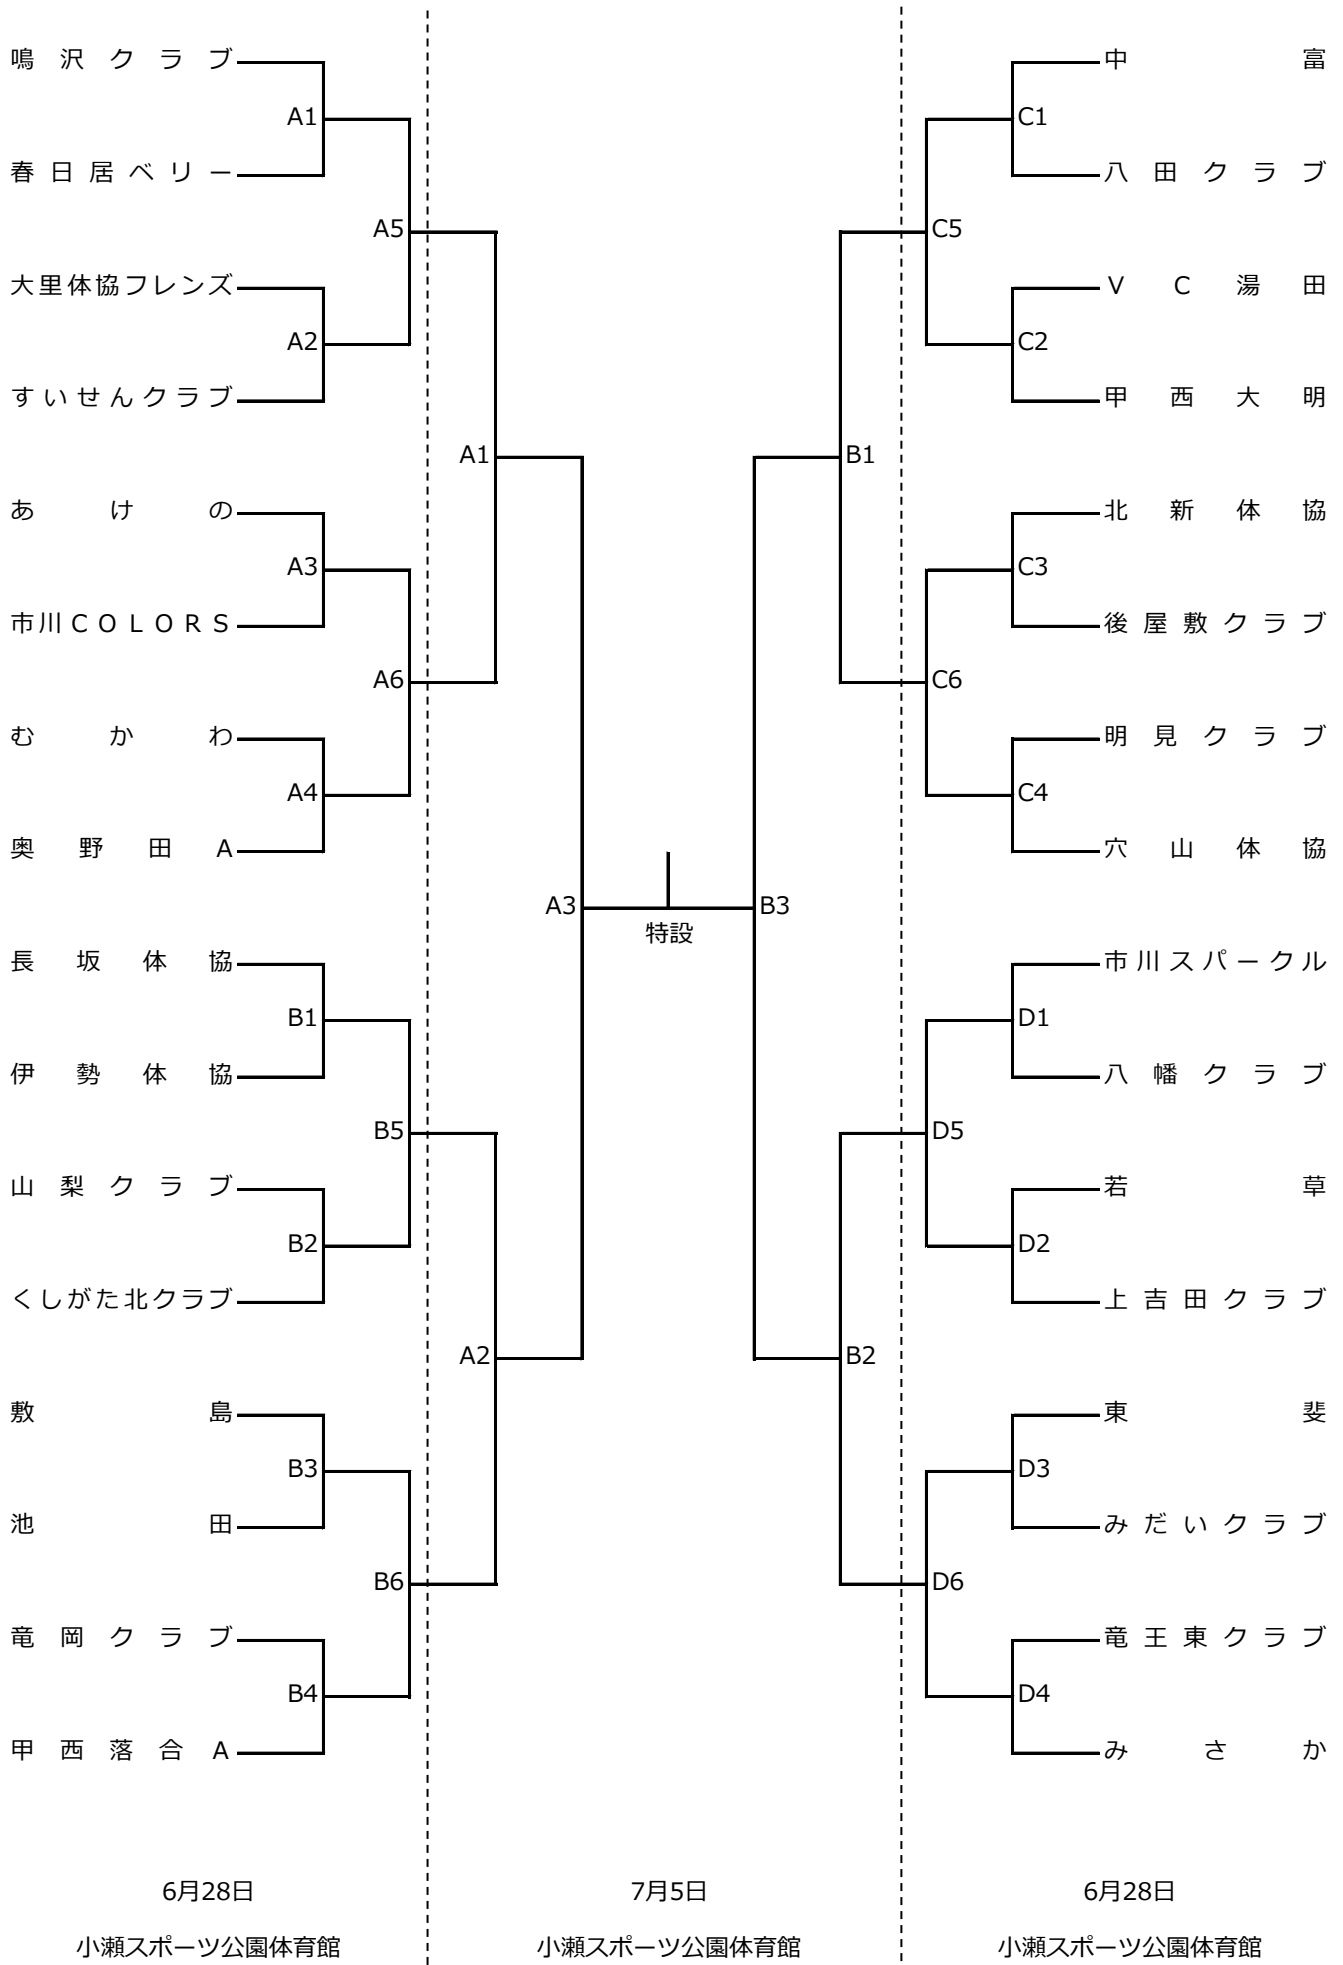 鳴沢クラブ
中富
A1
C1
春日居ベリー
八田クラブ
A5
C5
大里体協フレンズ
VC湯田
A2
C2
すいせんクラブ
甲西大明
A1
B1
あけの
北新体協
A3
C3
市川COLORS
後屋敷クラブ
A6
C6
むかわ
明見クラブ
A4
C4
奥野田A
穴山体協
A3
B3
特設
長坂体協
市川スパークル
B1
D1
伊勢体協
八幡クラブ
B5
D5
山梨クラブ
若草
B2
D2
くしがた北クラブ
上吉田クラブ
A2
B2
敷島
東斐
B3
D3
池田
みだいクラブ
B6
D6
竜岡クラブ
竜王東クラブ
B4
D4
甲西落合A
みさか
6月28日
7月5日
6月28日
小瀬スポーツ公園体育館
小瀬スポーツ公園体育館
小瀬スポーツ公園体育館